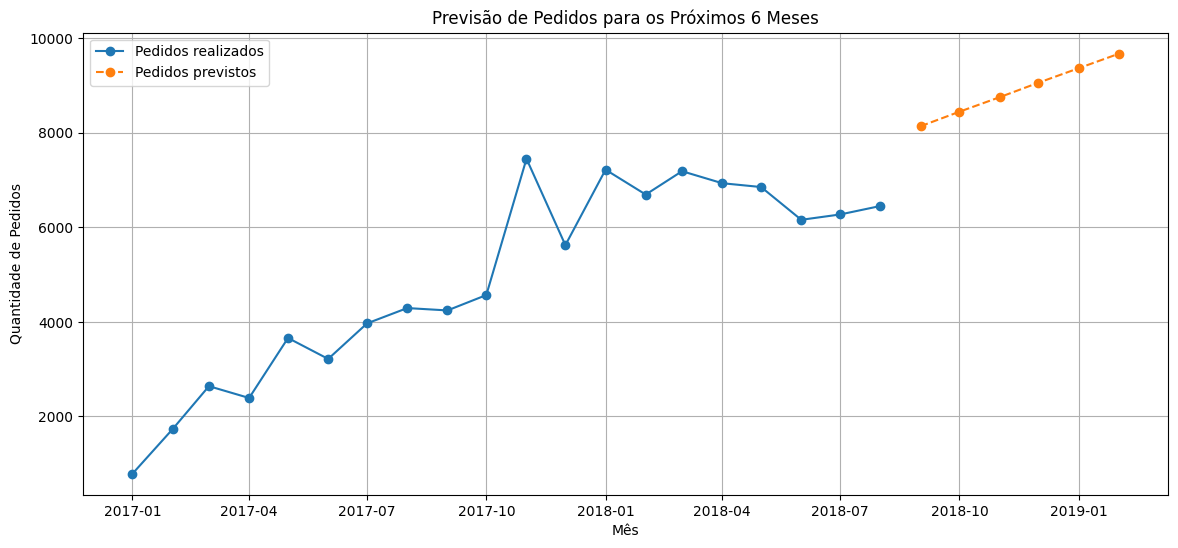 Previsão de Pedidos para os Próximos 6 Meses
Pedidos realizados
Pedidos previstos
Quantidade de Pedidos
10000
8000
6000
4000
2000
2017-01 2017-04 2017-07 2017-10 2018-01 2018-04 2018-07 2018-10 2019-01
Mês